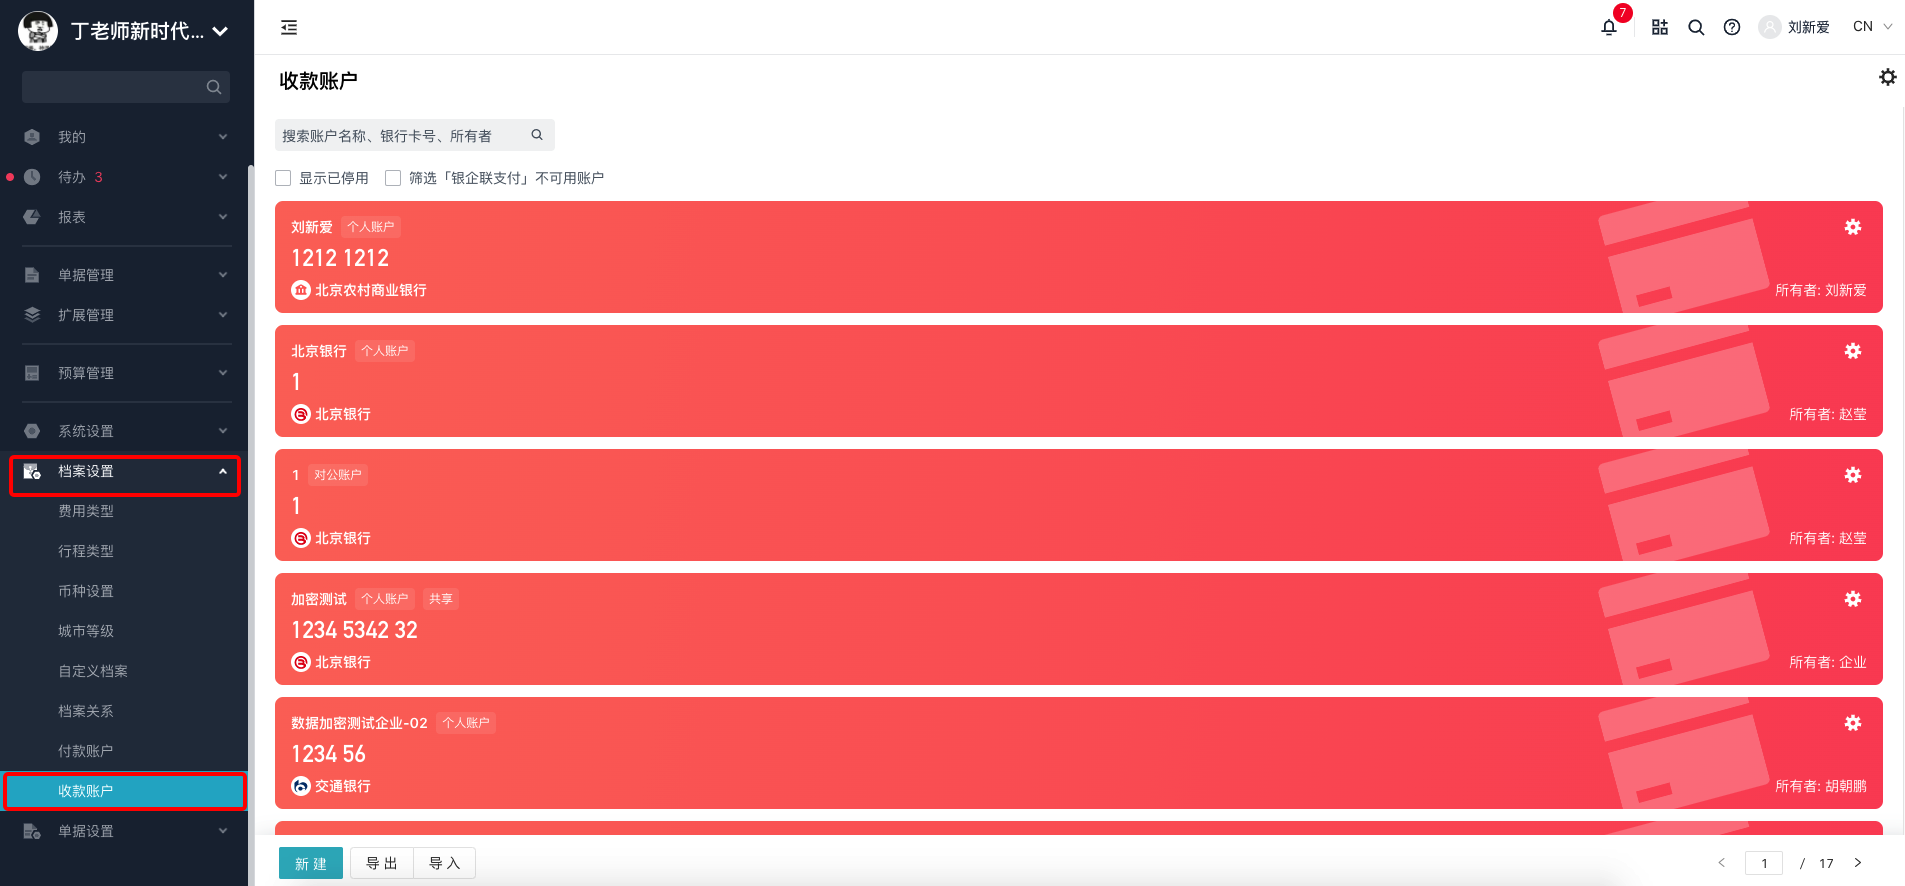 丁老师新时代...
我的
待办 3
报表
单据管理
扩展管理
预算管理
系统设置
档案设置
费用类型
行程类型
币种设置
城市等级
自定义档案
档案关系
付款账户
收款账户
单据设置
7
刘新爱
CN
收款账户
搜索账户名称、银行卡号、所有者
显示已停用 筛选「银企联支付」不可用账户
刘新爱 个人账户
1212 1212
北京农村商业银行 所有者: 刘新爱
北京银行 个人账户
1
北京银行 所有者: 赵莹
1 对公账户
1
北京银行 所有者: 赵莹
加密测试 个人账户 共享
1234 5342 32
北京银行 所有者: 企业
数据加密测试企业-02 个人账户
1234 56
交通银行 所有者: 胡朝鹏
新建 导出 导入 1 / 17